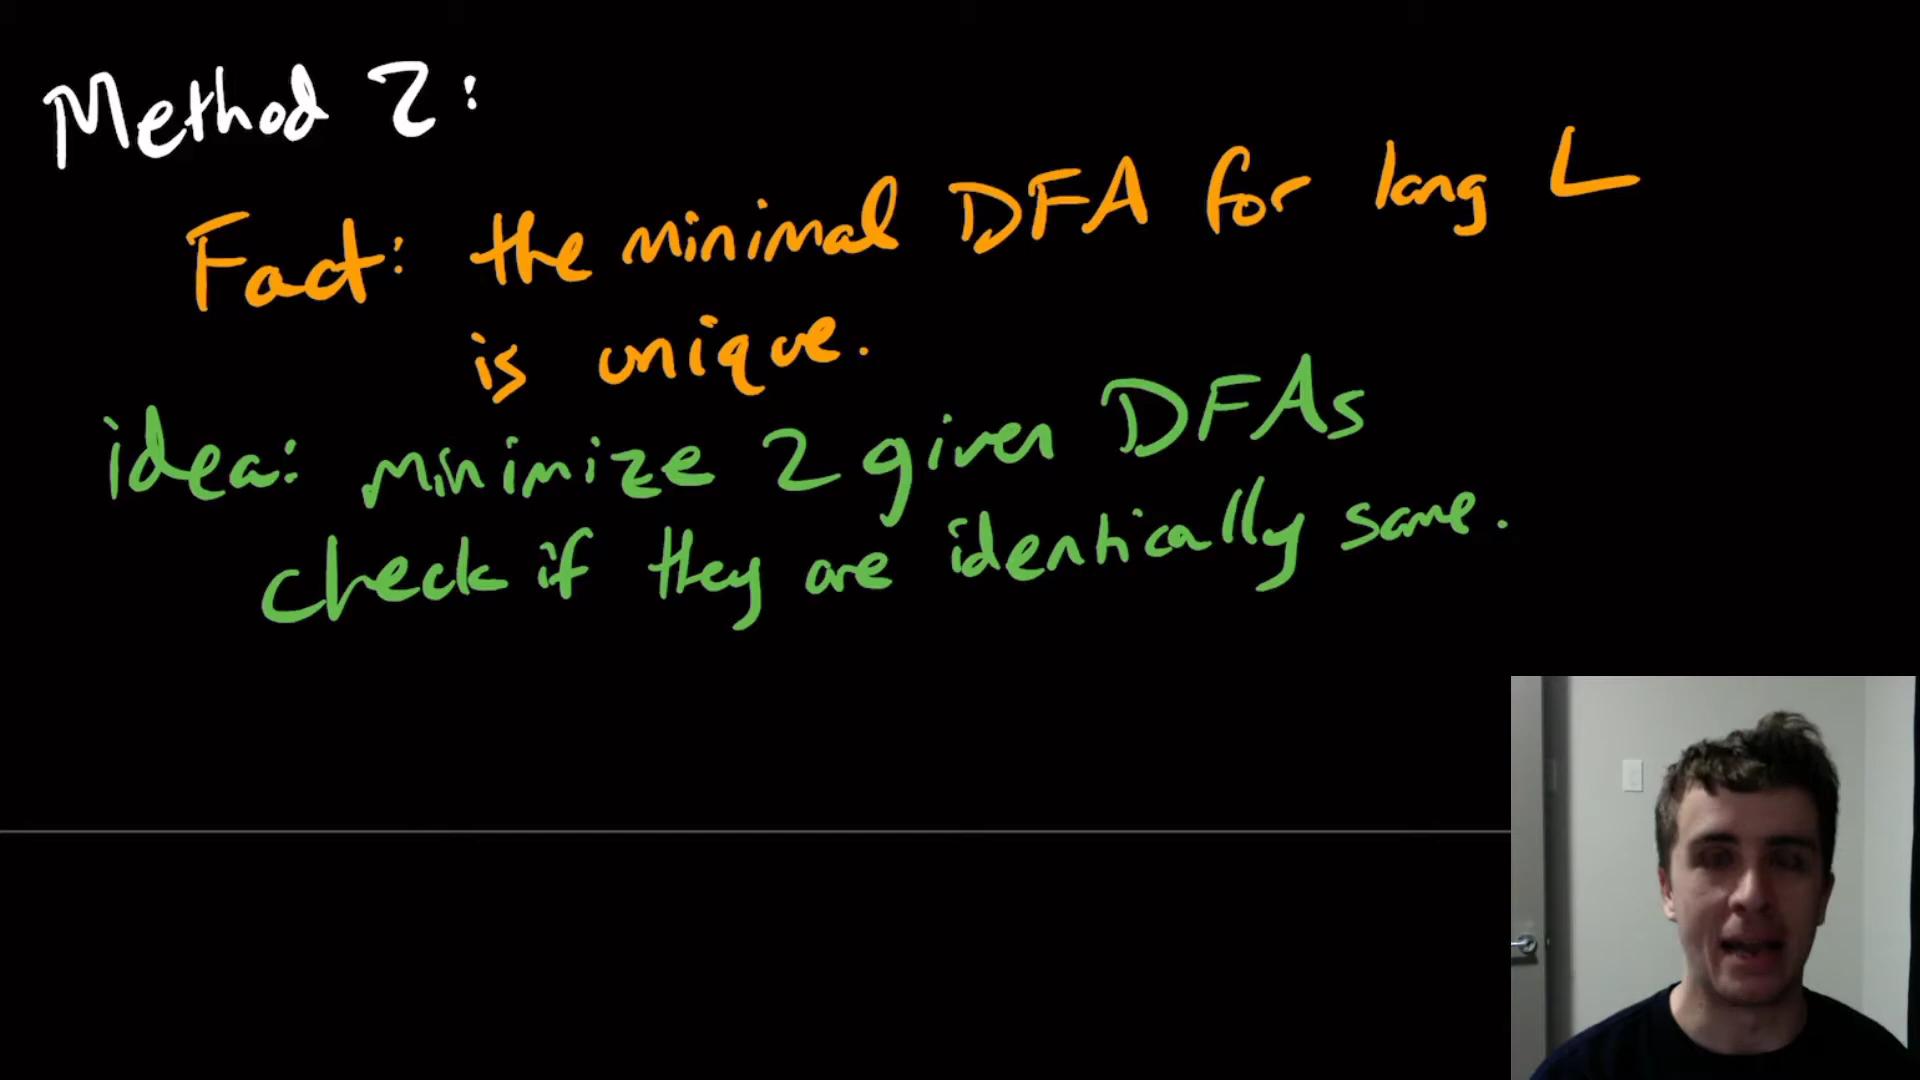 Method 2:
Fact: the minimal DFA for lang L
is unique.
idea: minimize 2 given DFAs
check if they are identically same.